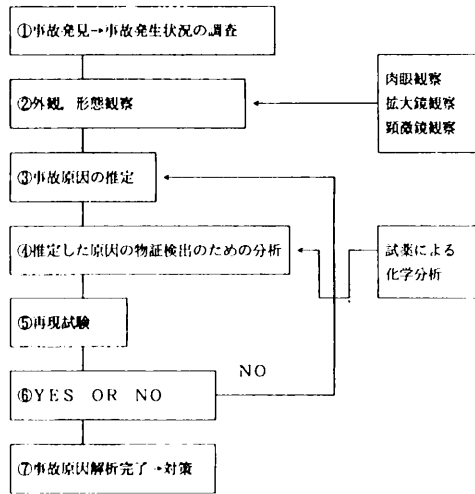 ①事故発見→事故発生状況の調査
②外観，形態観察
肉眼観察
拡大鏡観察
顕微鏡観察
③事故原因の推定
④推定した原因の物証検出のための分析
試薬による
化学分析
⑤再現試験
NO
⑥YES OR NO
⑦事故原因解析完了→対策